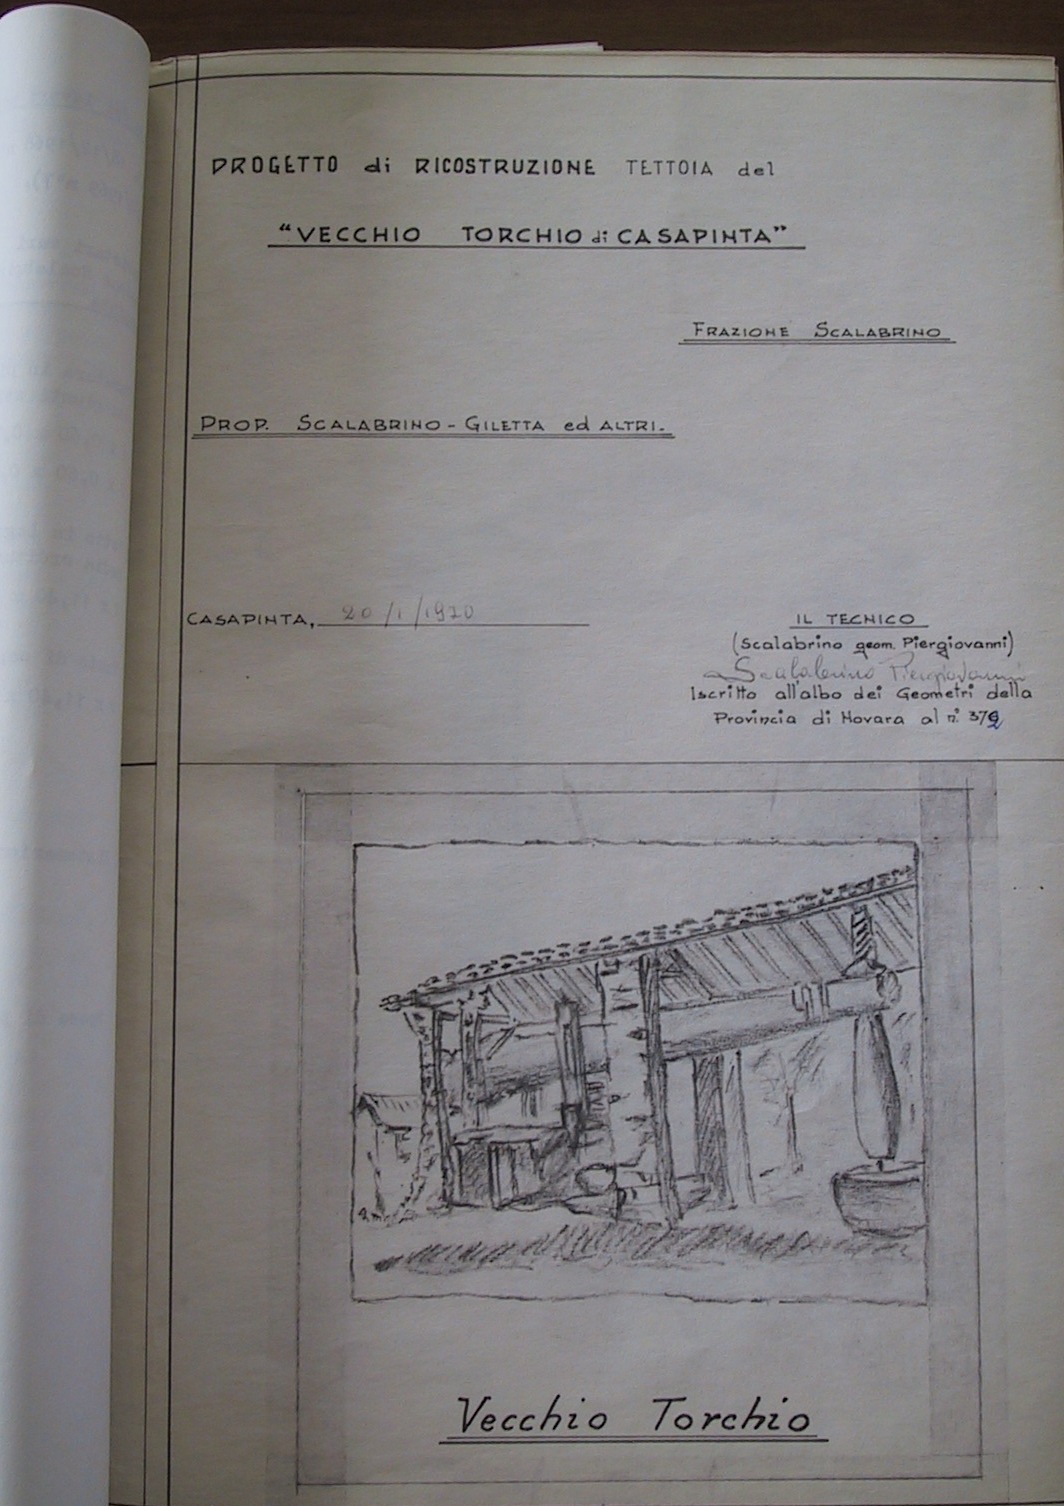 PROGETTO di RICOSTRUZIONE TETTOIA del
"VECCHIO TORCHIO di CASAPINTA"
FRAZIONE SCALABRINO
PROP. SCALABRINO - GILETTA ed ALTRI.
CASAPINTA, 20/1/1970
IL TECNICO
(Scalabrino geom. Piergiovanni)
Scalabrino Piergiovanni
Iscritto all'albo dei Geometri della
Provincia di Novara al n°. 372
Vecchio Torchio